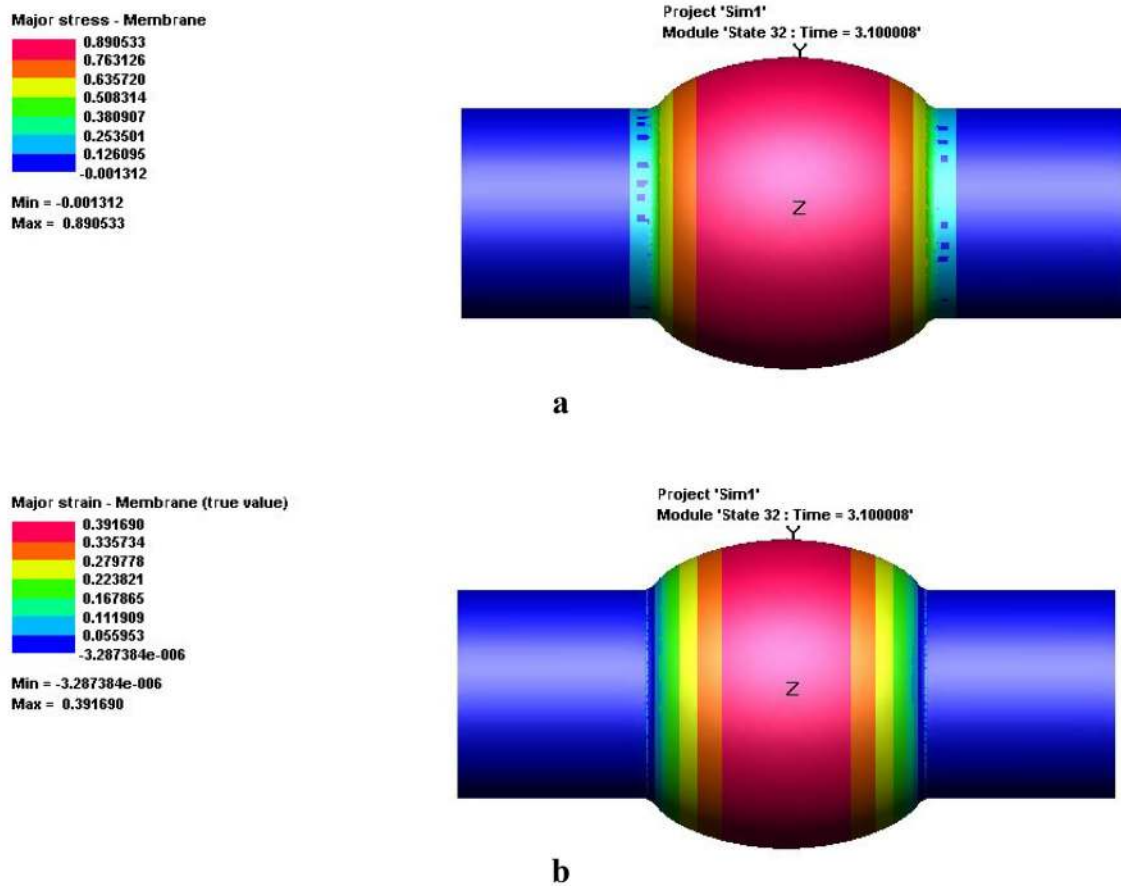 Major stress - Membrane
0.890533
0.763126
0.635720
0.508314
0.380907
0.253501
0.126095
-0.001312
Min = -0.001312
Max = 0.890533
Project 'Sim1'
Module 'State 32 : Time = 3.100008'
Y
Z
a
Major strain - Membrane (true value)
0.391690
0.335734
0.279778
0.223821
0.167865
0.111909
0.055953
-3.287384e-006
Min = -3.287384e-006
Max = 0.391690
Project 'Sim1'
Module 'State 32 : Time = 3.100008'
Y
Z
b